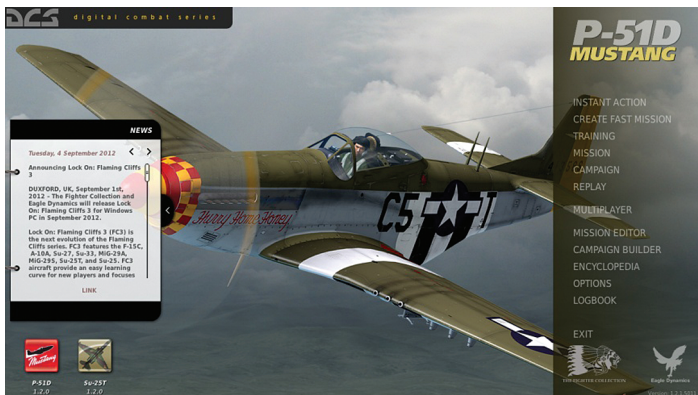 DCS digital combat series
P-51D
MUSTANG
NEWS
Tuesday, 4 September 2012
Announcing Lock On: Flaming Cliffs
3
DUXFORD, UK, September 1st,
2012 – The Fighter Collection and
Eagle Dynamics will release Lock
On: Flaming Cliffs 3 for Windows
PC in September 2012.
Lock On: Flaming Cliffs 3 (FC3) is
the next evolution of the Flaming
Cliffs series. FC3 features the F-15C,
A-10A, Su-27, Su-33, MiG-29A,
MiG-29S, Su-25T, and Su-25. FC3
aircraft provide an easy learning
curve for new players and focuses
LINK
Hurry Home Honey
C5
I
INSTANT ACTION
CREATE FAST MISSION
TRAINING
MISSION
CAMPAIGN
REPLAY
MULTIPLAYER
MISSION EDITOR
CAMPAIGN BUILDER
ENCYCLOPEDIA
OPTIONS
LOGBOOK
EXIT
Mustang
P-51D
1.2.0
Su-25T
1.2.0
THE FIGHTER COLLECTION
Eagle Dynamics
Version: